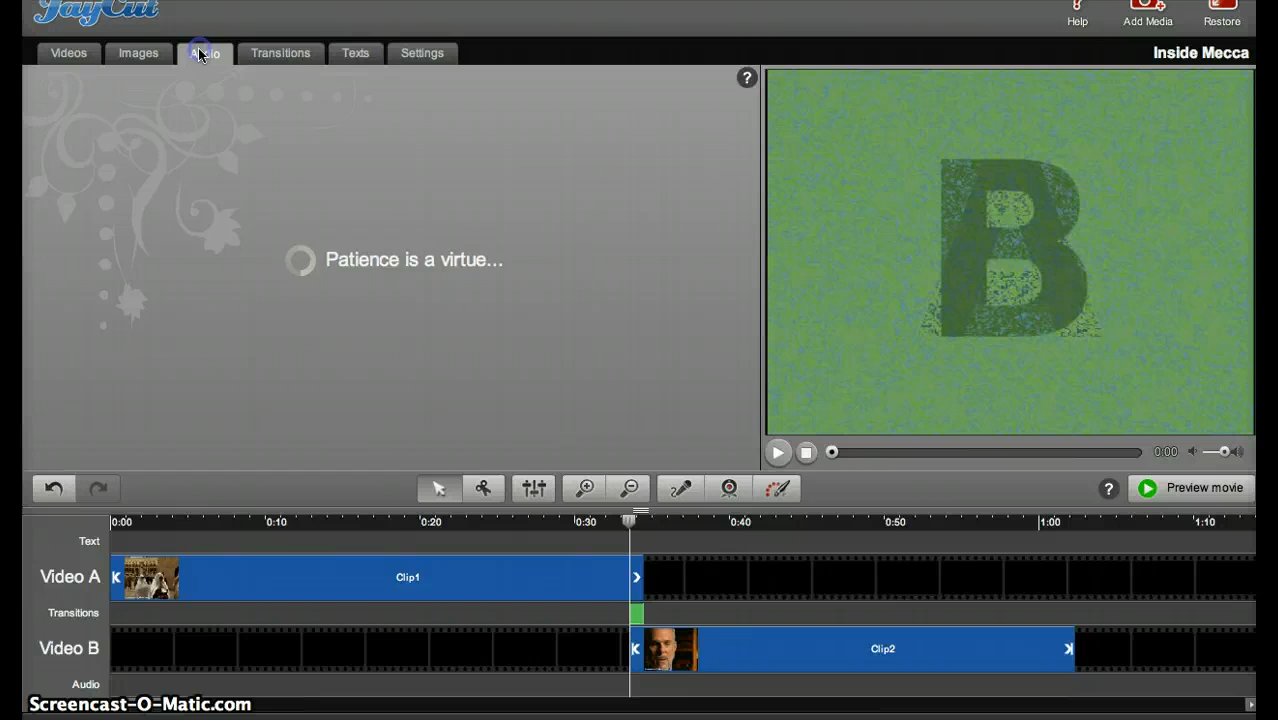 JayCut
Help Add Media Restore
Videos Images Audio Transitions Texts Settings Inside Mecca
?
Patience is a virtue...
B
0:00
? Preview movie
0:00 0:10 0:20 0:30 0:40 0:50 1:00 1:10
Text
Video A Clip1
Transitions
Video B Clip2
Audio
Screencast-O-Matic.com